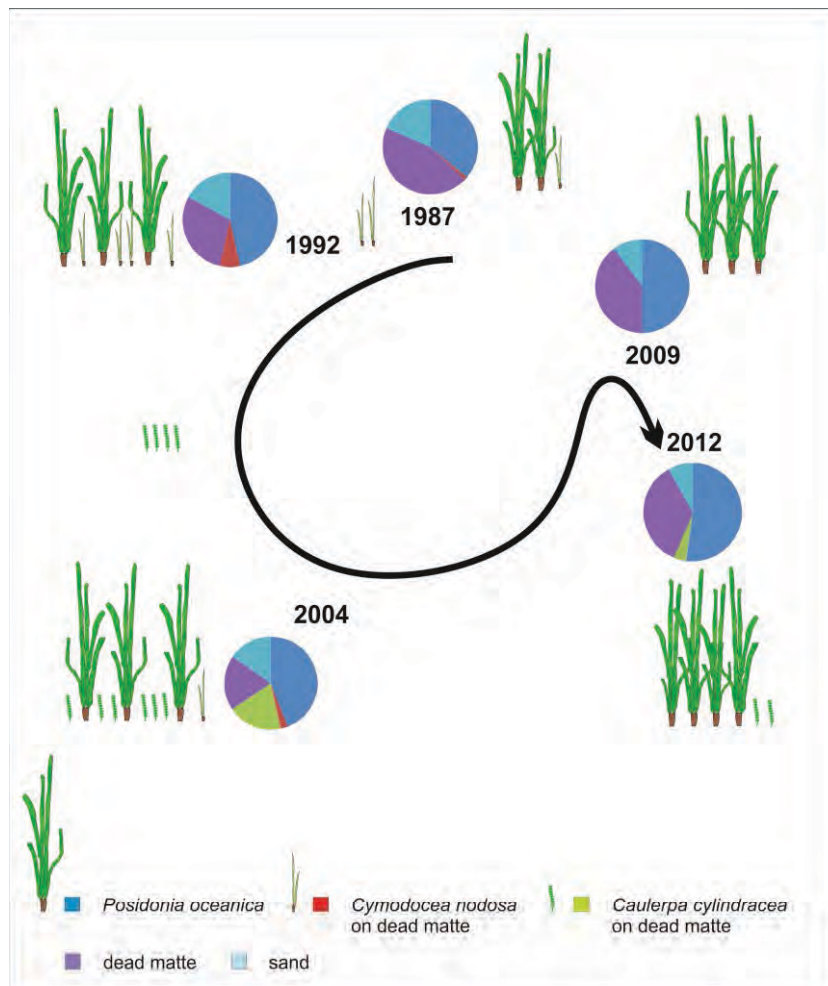 1987
1992
2009
2012
2004
Posidonia oceanica
Cymodocea nodosa
on dead matte
Caulerpa cylindracea
on dead matte
dead matte
sand